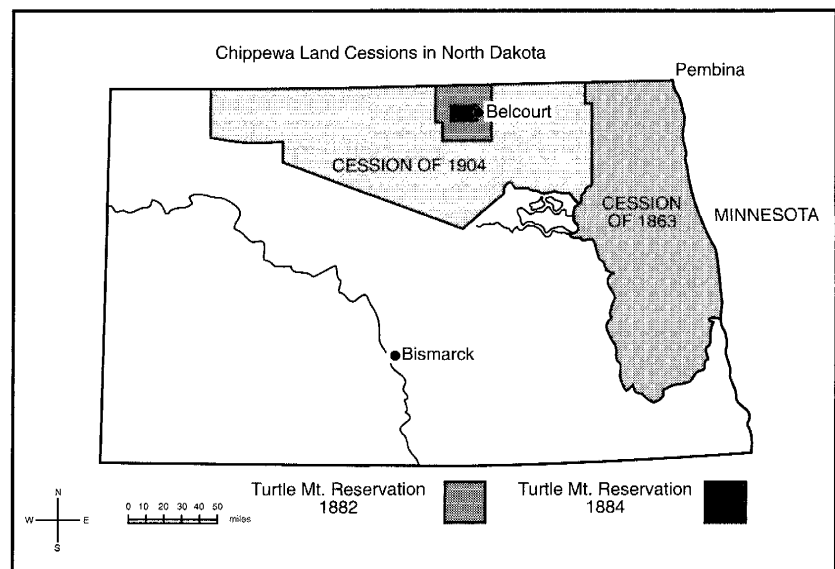 Chippewa Land Cessions in North Dakota
Pembina
Belcourt
CESSION OF 1904
CESSION
OF 1863
MINNESOTA
Bismarck
Turtle Mt. Reservation
1882
Turtle Mt. Reservation
1884
N
W E
S
0 10 20 30 40 50
miles